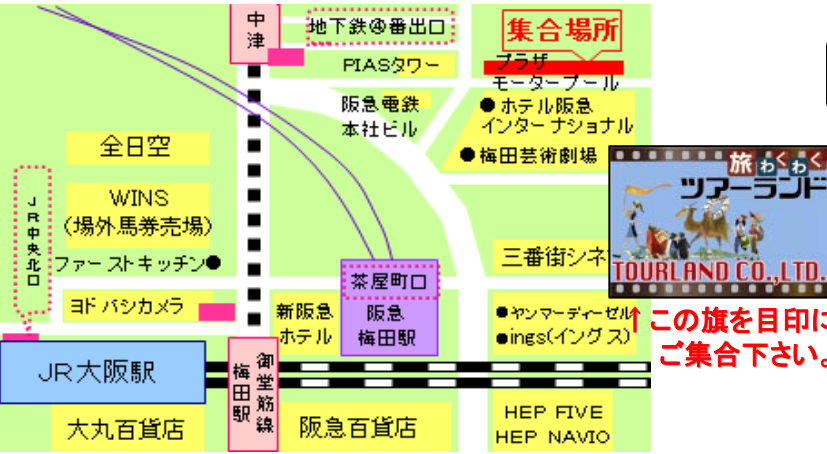 中津
地下鉄④番出口
集合場所
PIASタワー
プラザ
モータープール
阪急電鉄
本社ビル
●ホテル阪急
インターナショナル
●梅田芸術劇場
全日空
JR中央北口
WINS
(場外馬券売場)
ファーストキッチン●
ヨドバシカメラ
旅わくわく
ツアーランド
TOURLAND CO.,LTD.
三番街シネ
茶屋町口
阪急
梅田駅
新阪急
ホテル
●ヤンマーディーゼル
●ings(イングス)
↑この旗を目印に
ご集合下さい。
JR大阪駅
御堂筋線
梅田駅
大丸百貨店
阪急百貨店
HEP FIVE
HEP NAVIO